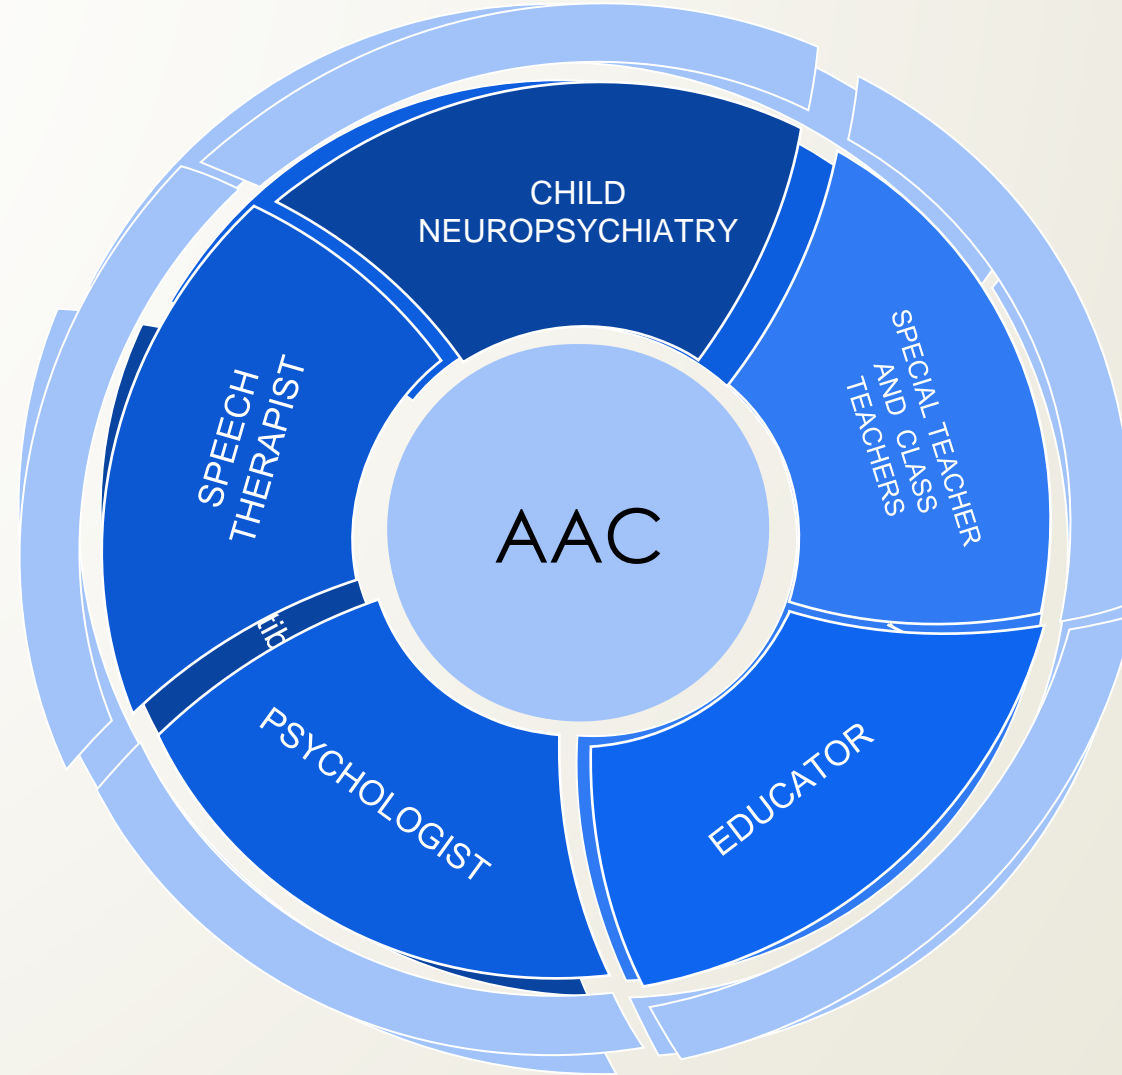 CHILD
NEUROPSYCHIATRY
SPECIAL TEACHER
AND CLASS
TEACHERS
EDUCATOR
PSYCHOLOGIST
SPEECH
THERAPIST
AAC